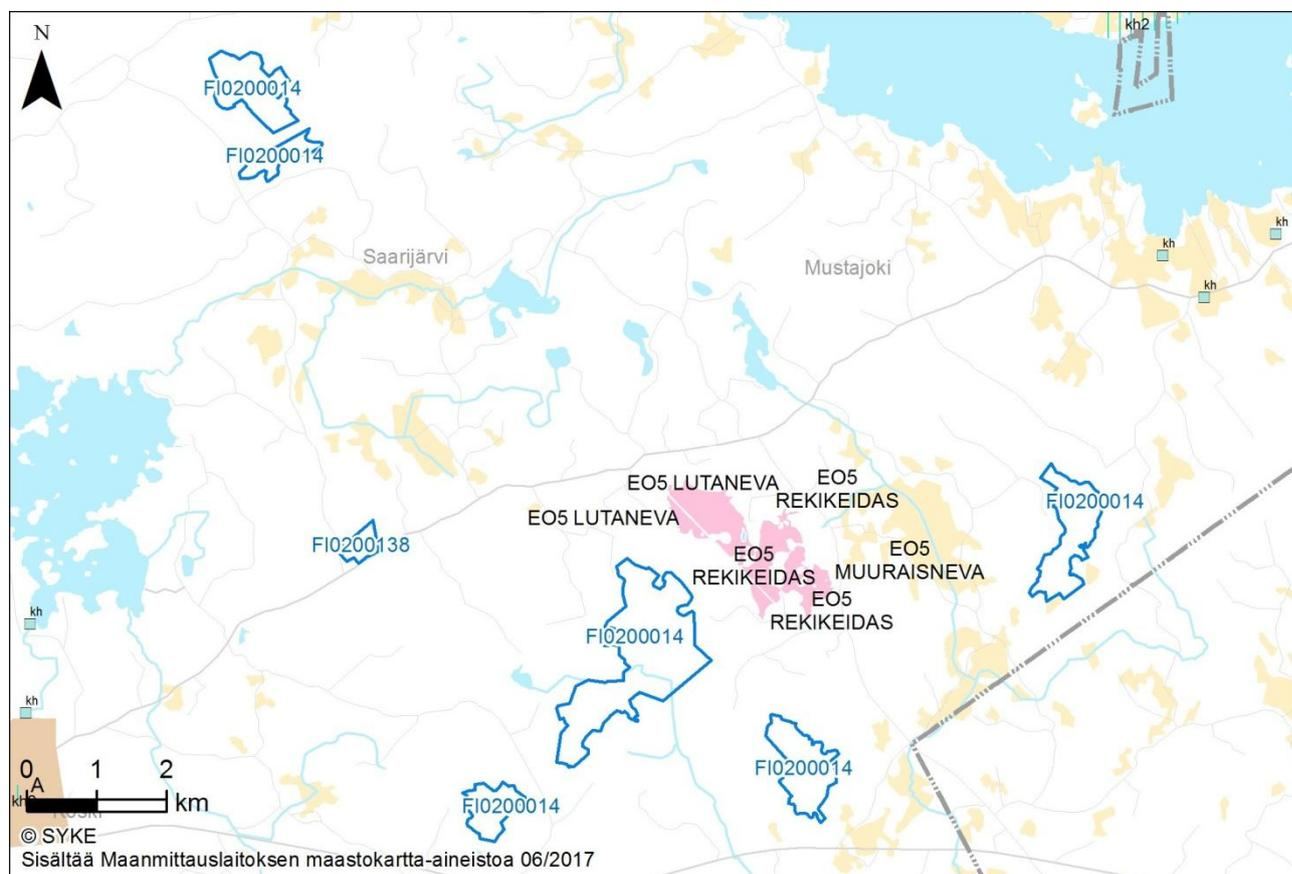 N
kh2
FI0200014
FI0200014
Saarijärvi
Mustajoki
kh
kh
kh
EO5 LUTANEVA
EO5
REKIKEIDAS
EO5 LUTANEVA
FI0200014
FI0200138
EO5
REKIKEIDAS
EO5
MUURAISNEVA
EO5
REKIKEIDAS
FI0200014
kh
kh
FI0200014
FI0200014
0 1 2
km
A
© SYKE
Sisältää Maanmittauslaitoksen maastokartta-aineistoa 06/2017